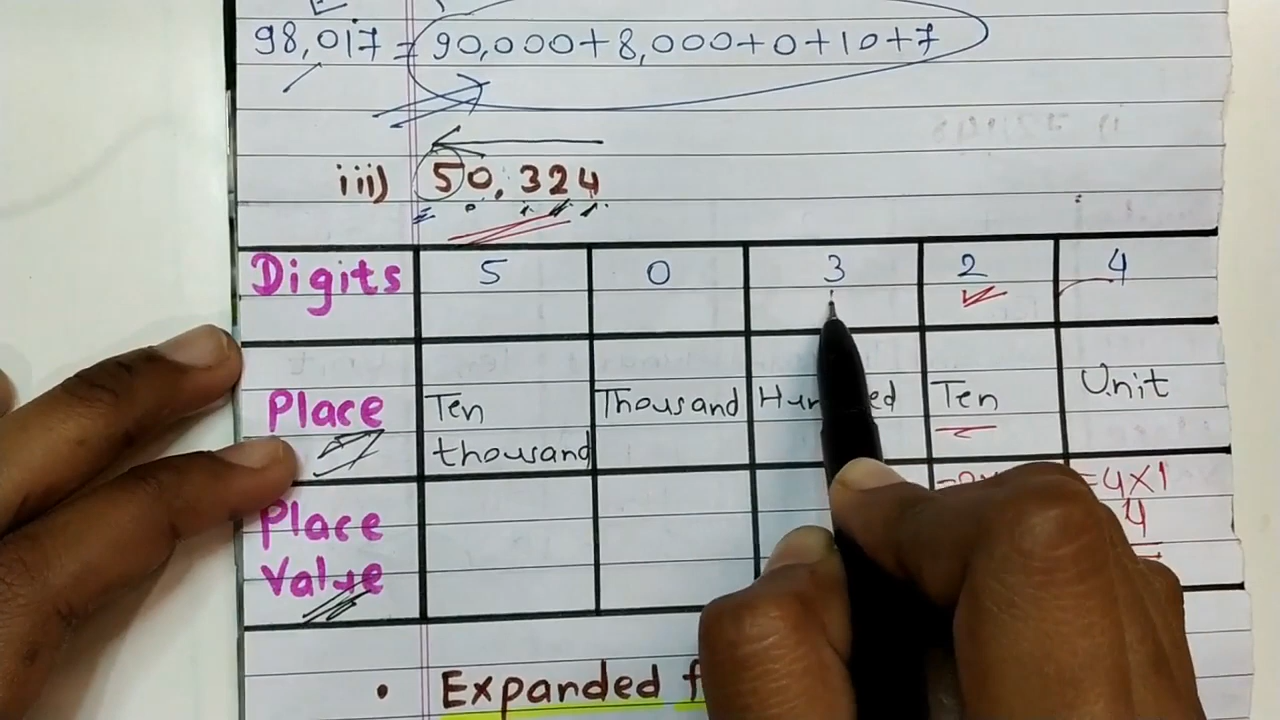 98,017 = 90,000+8,000+0+10+7
iii) 50,324
Digits 5 0 3 2 4
Place Ten thousand Thousand Ten Unit
Place Value =4×1
4
• Expanded